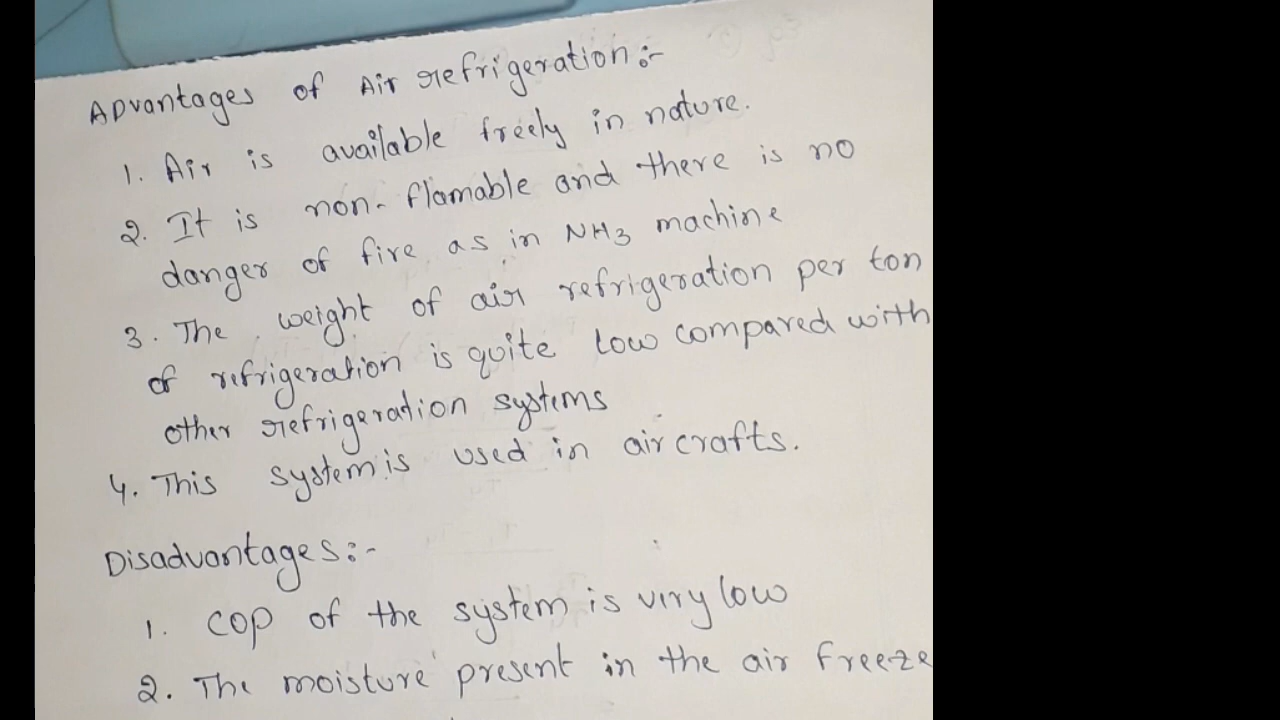 Advantages of Air refrigeration:-
1. Air is available freely in nature.
2. It is non-flamable and there is no
danger of fire as in NH3 machine
3. The weight of air refrigeration per ton
of refrigeration is quite low compared with
other refrigeration systems
4. This system is used in aircrafts.
Disadvantages:-
1. COP of the system is very low
2. The moisture present in the air freeze